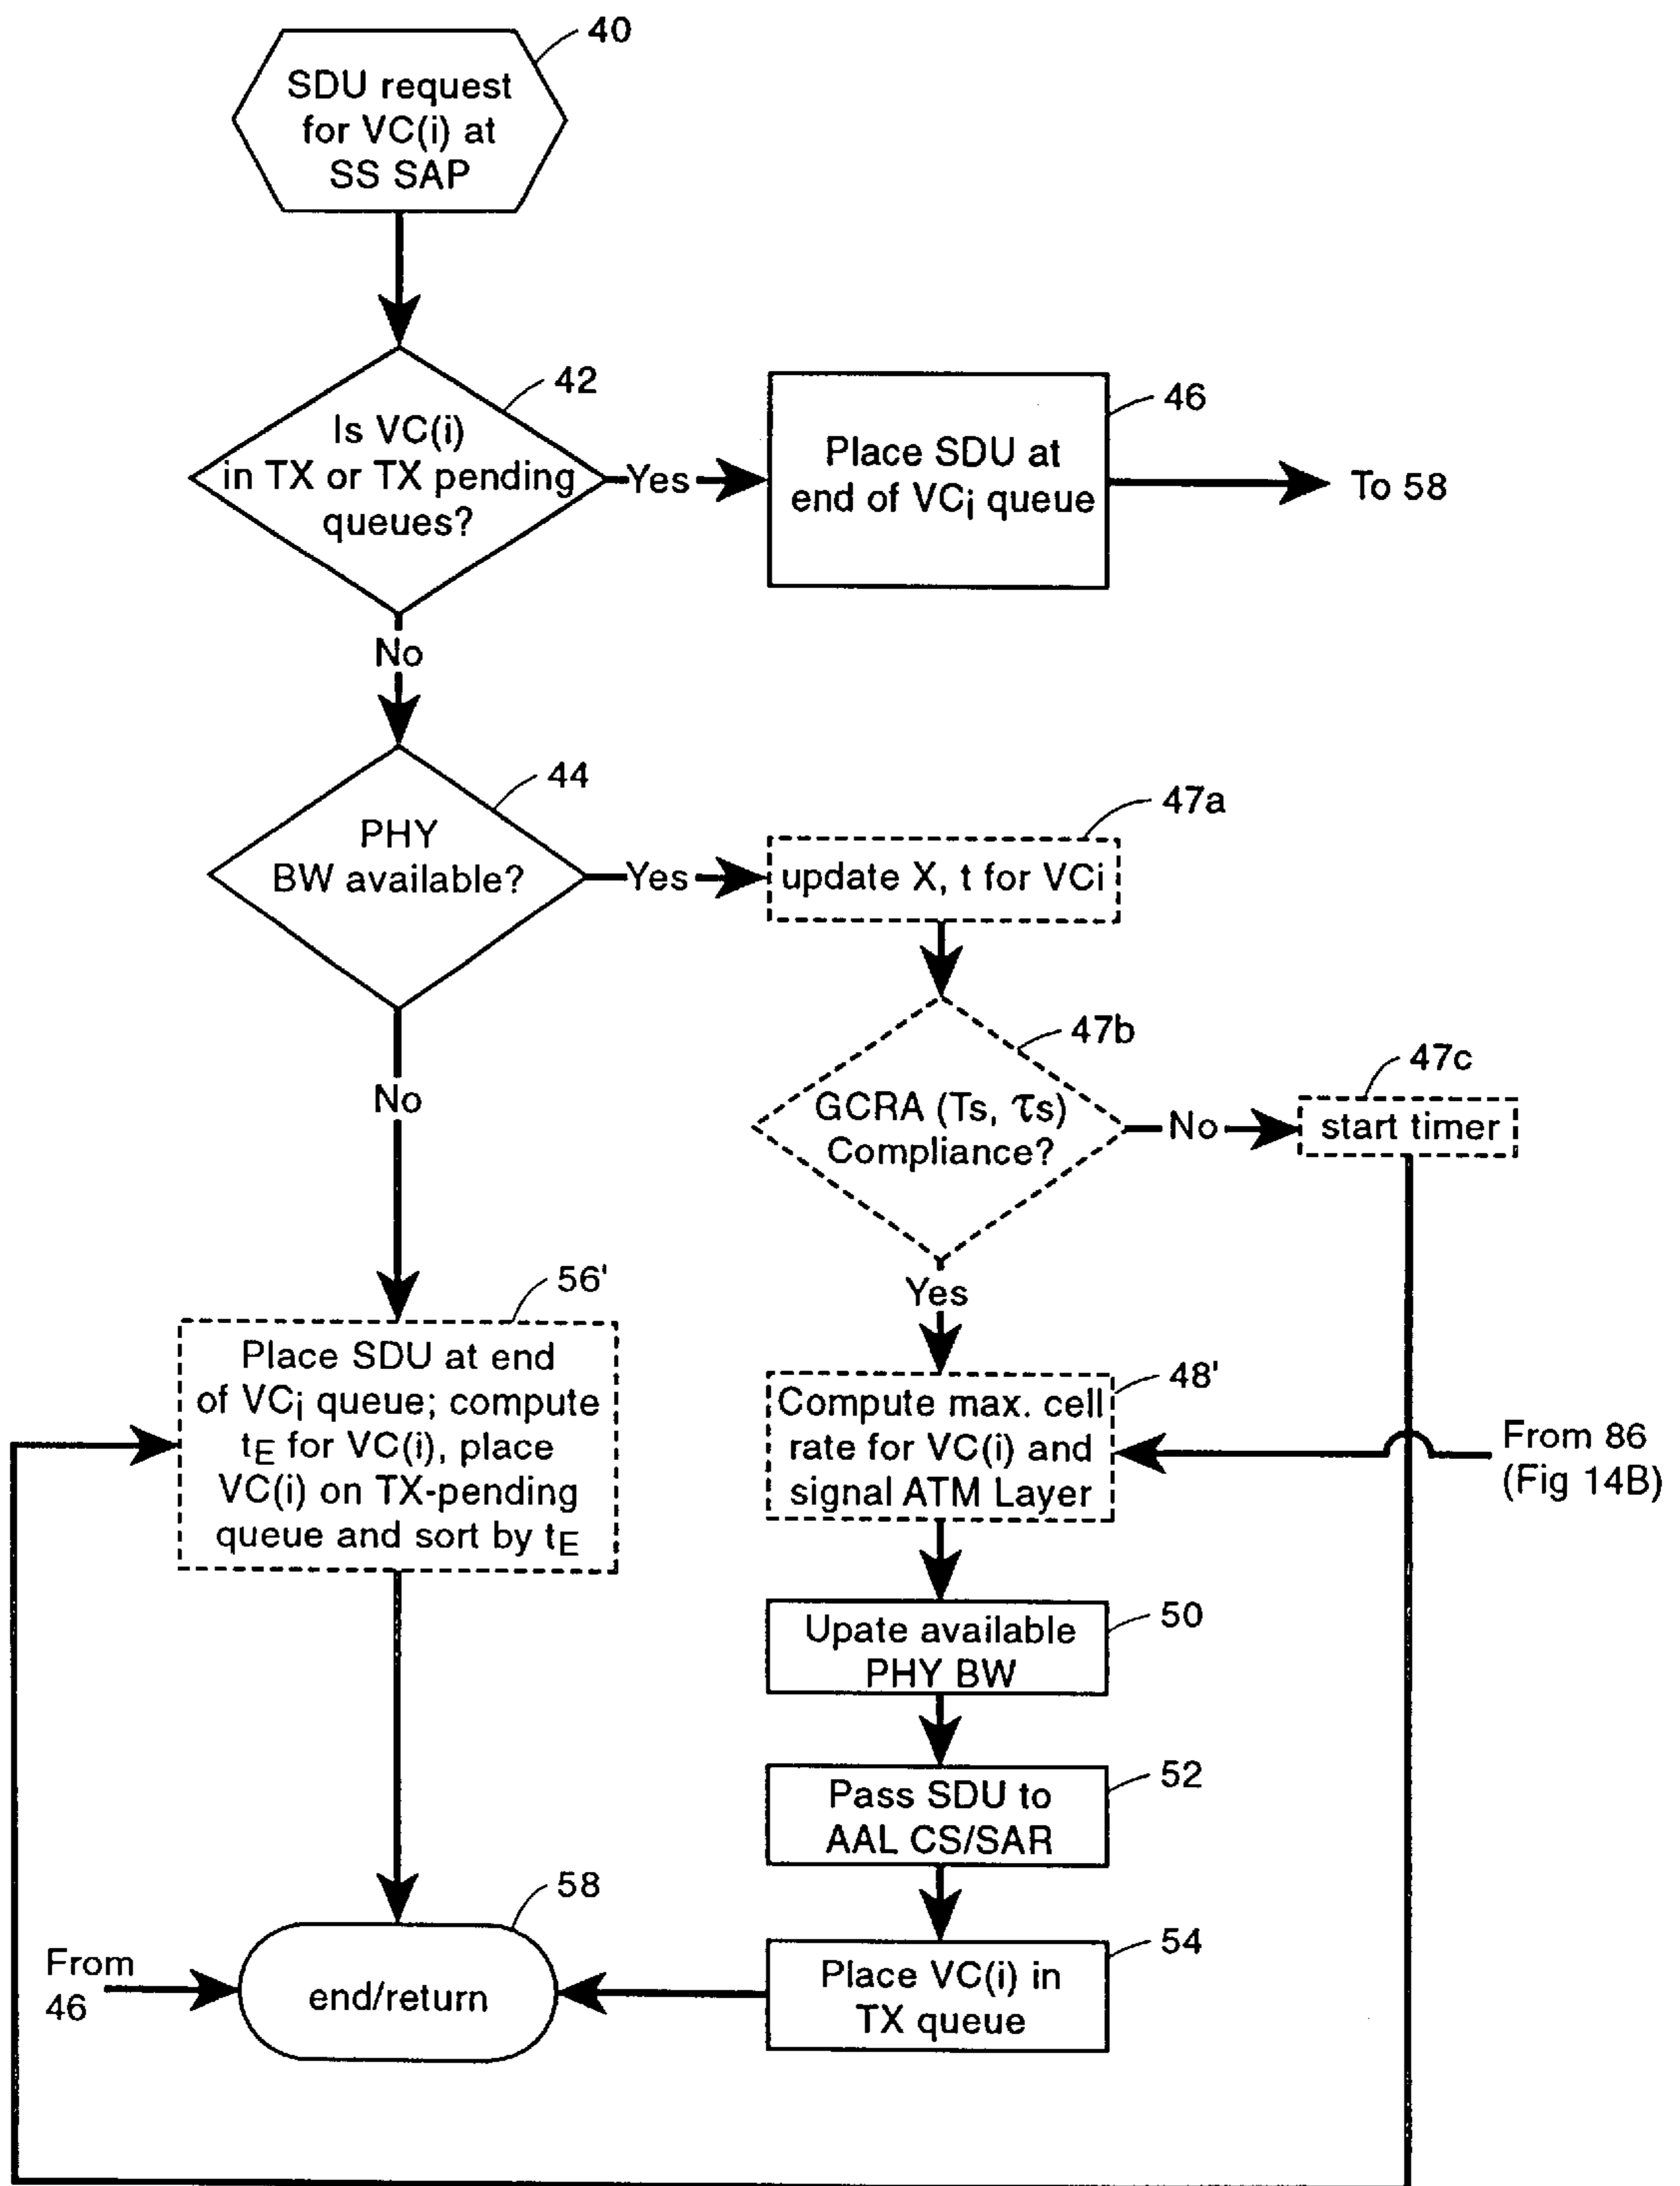 40
SDU request
for VC(i) at
SS SAP
42
Is VC(i)
in TX or TX pending
queues?
Yes
46
Place SDU at
end of VCi queue
To 58
No
44
PHY
BW available?
Yes
47a
update X, t for VCi
47b
GCRA (Ts, τs)
Compliance?
No
47c
start timer
No
Yes
56'
Place SDU at end
of VCi queue; compute
tE for VC(i), place
VC(i) on TX-pending
queue and sort by tE
48'
Compute max. cell
rate for VC(i) and
signal ATM Layer
From 86
(Fig 14B)
50
Upate available
PHY BW
52
Pass SDU to
AAL CS/SAR
54
Place VC(i) in
TX queue
58
end/return
From
46